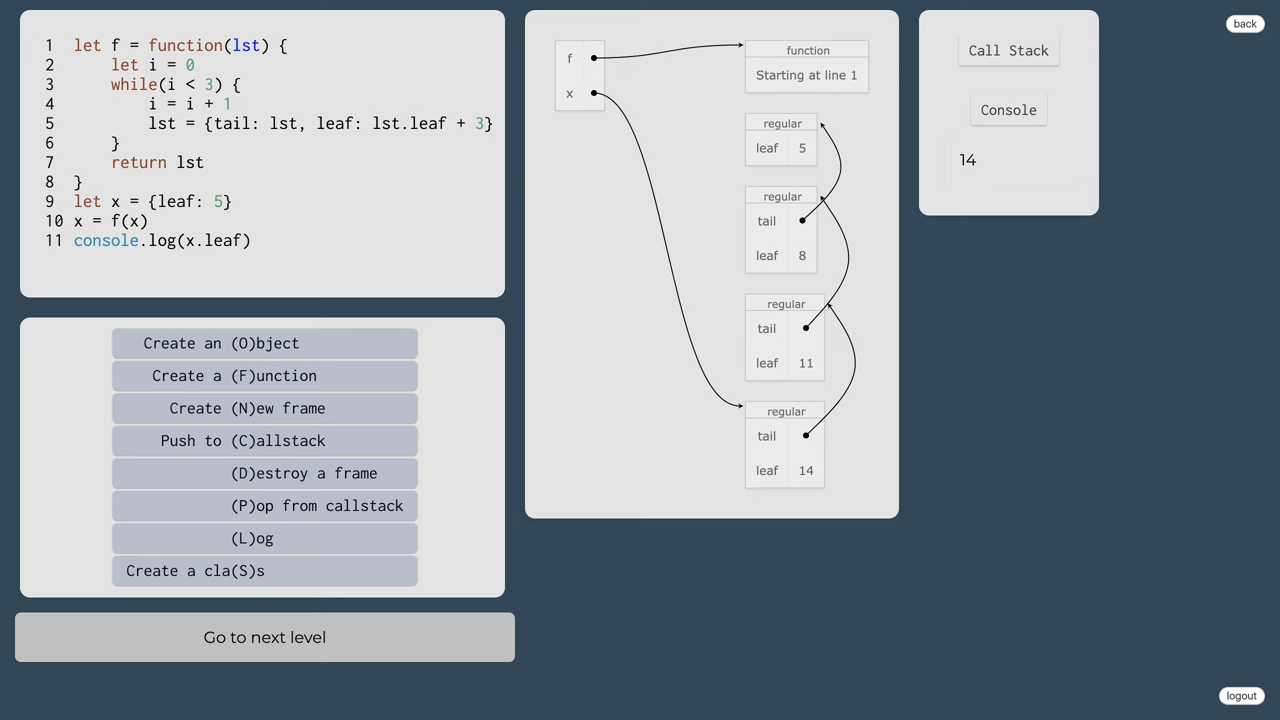 1 let f = function(lst) {
2 let i = 0
3 while(i < 3) {
4 i = i + 1
5 lst = {tail: lst, leaf: lst.leaf + 3}
6 }
7 return lst
8 }
9 let x = {leaf: 5}
10 x = f(x)
11 console.log(x.leaf)
Create an (O)bject
Create a (F)unction
Create (N)ew frame
Push to (C)allstack
(D)estroy a frame
(P)op from callstack
(L)og
Create a cla(S)s
Go to next level
f
x
function
Starting at line 1
regular
leaf 5
regular
tail
leaf 8
regular
tail
leaf 11
regular
tail
leaf 14
Call Stack
Console
14
back
logout